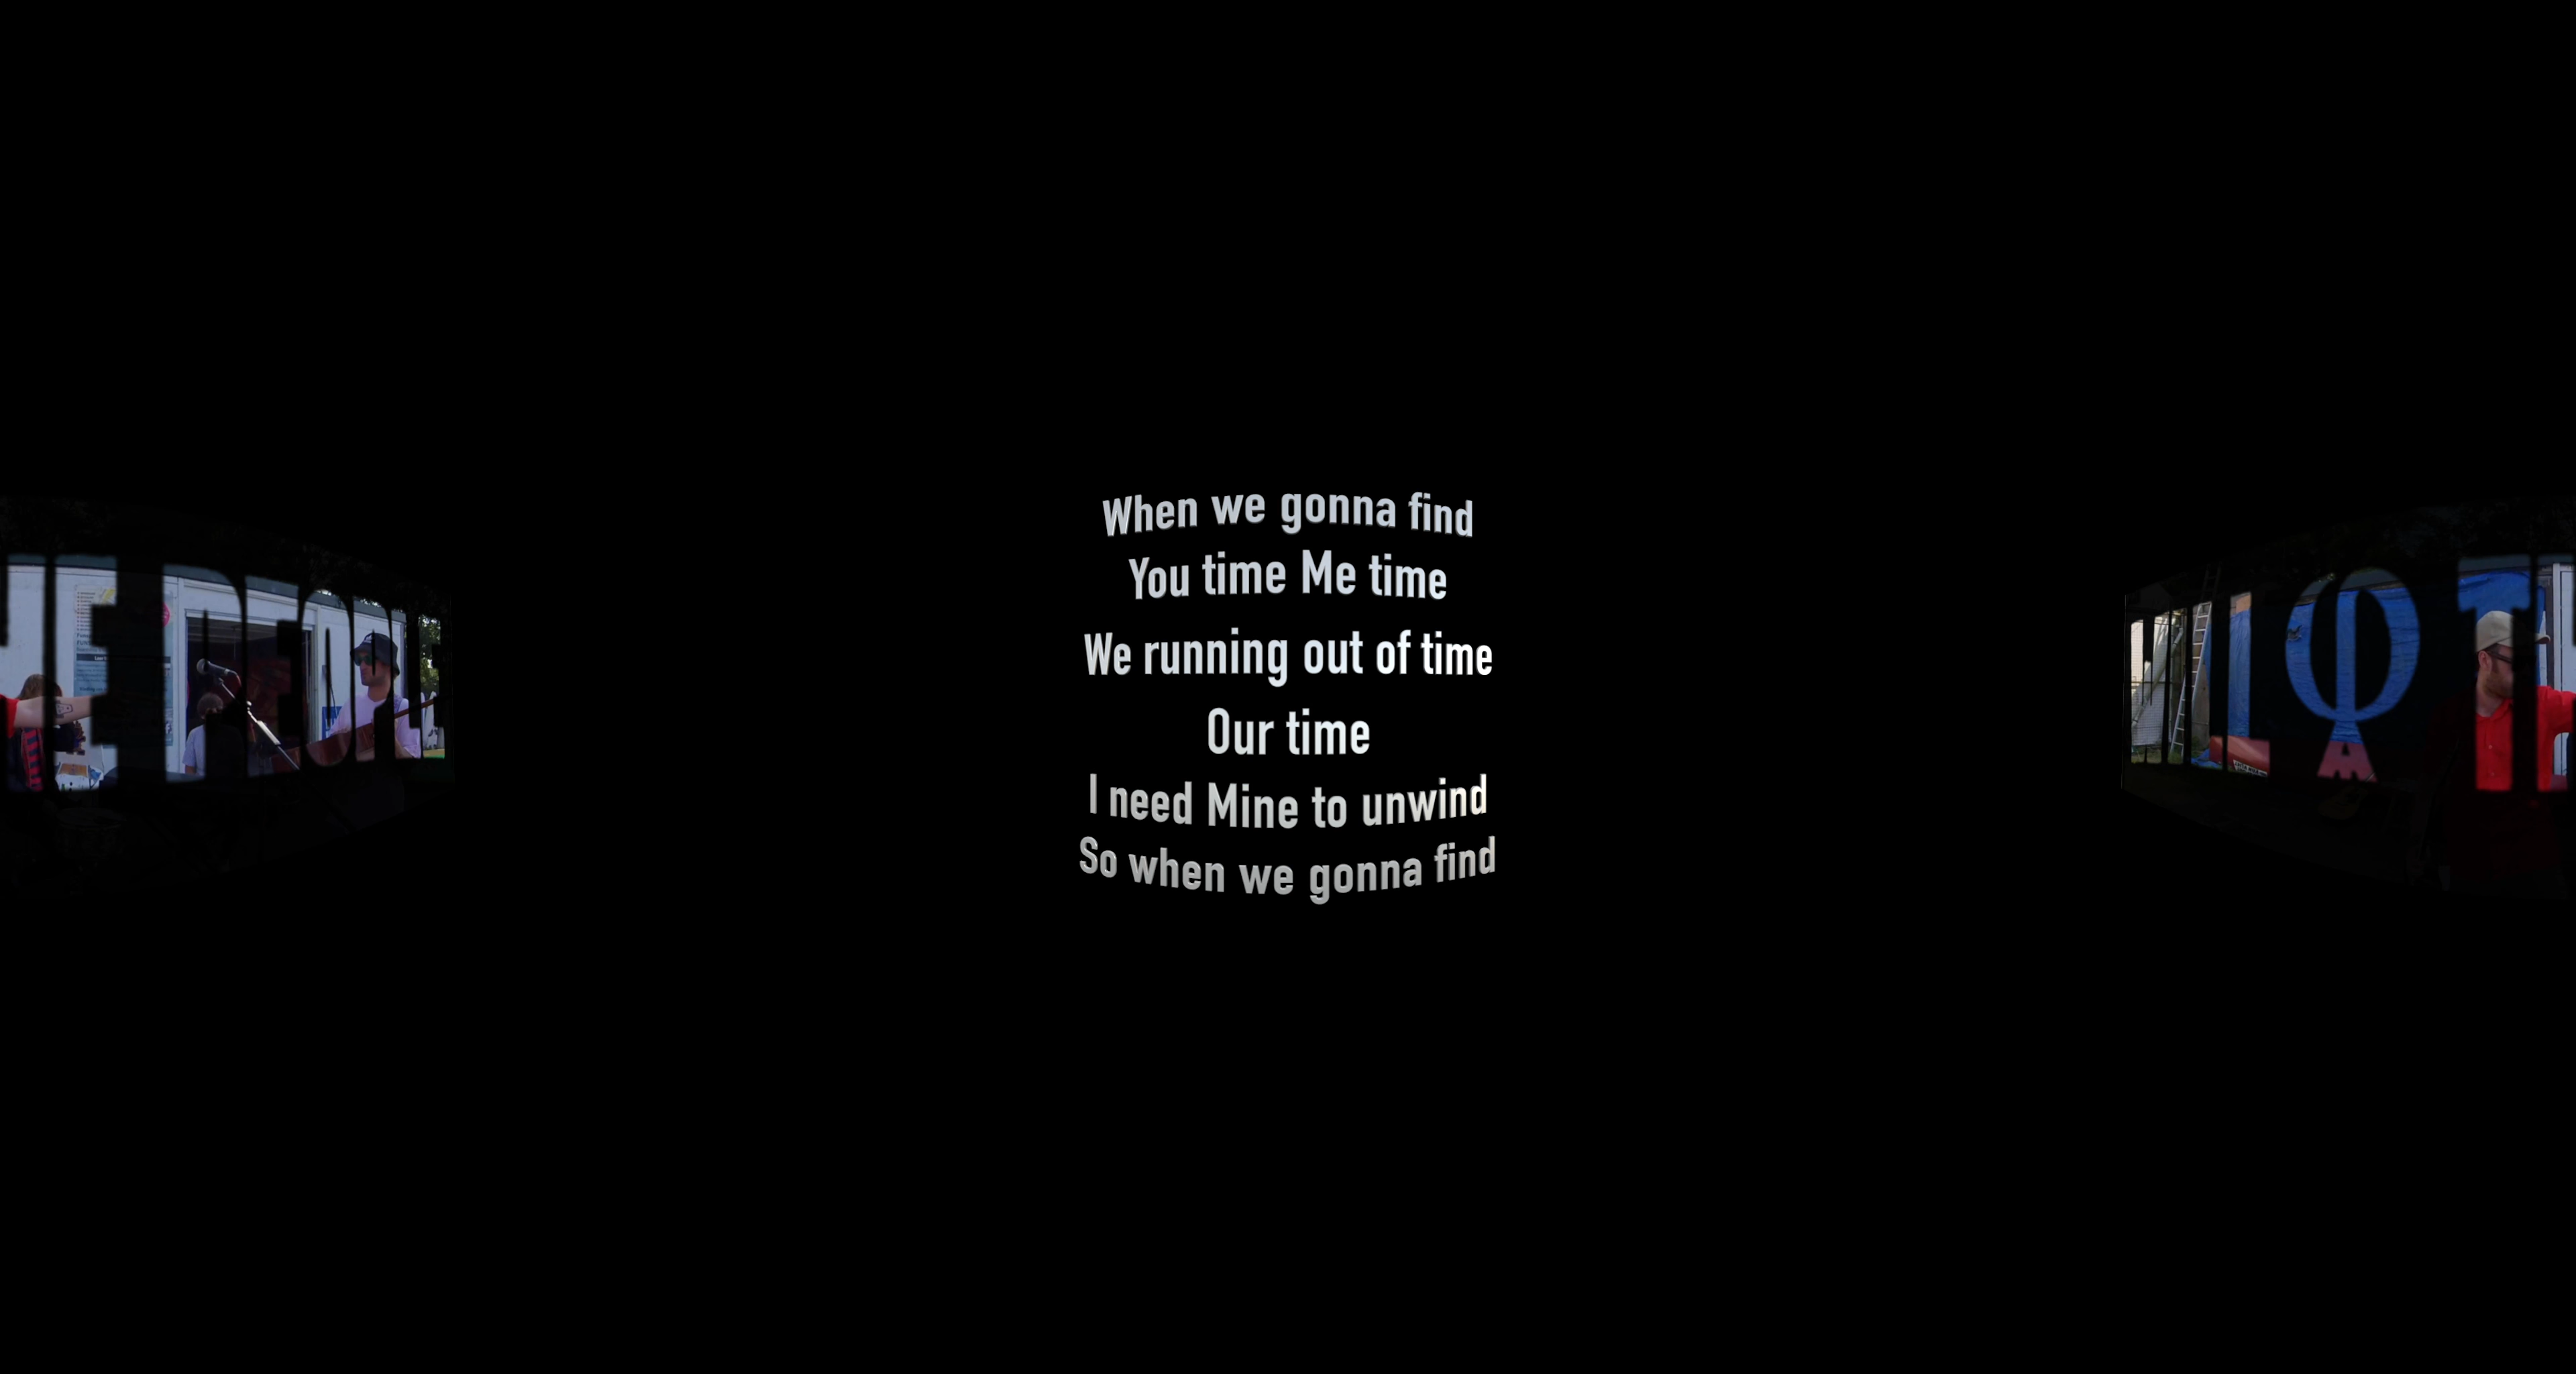 When we gonna find
You time Me time
We running out of time
Our time
I need Mine to unwind
So when we gonna find
PEOPLE